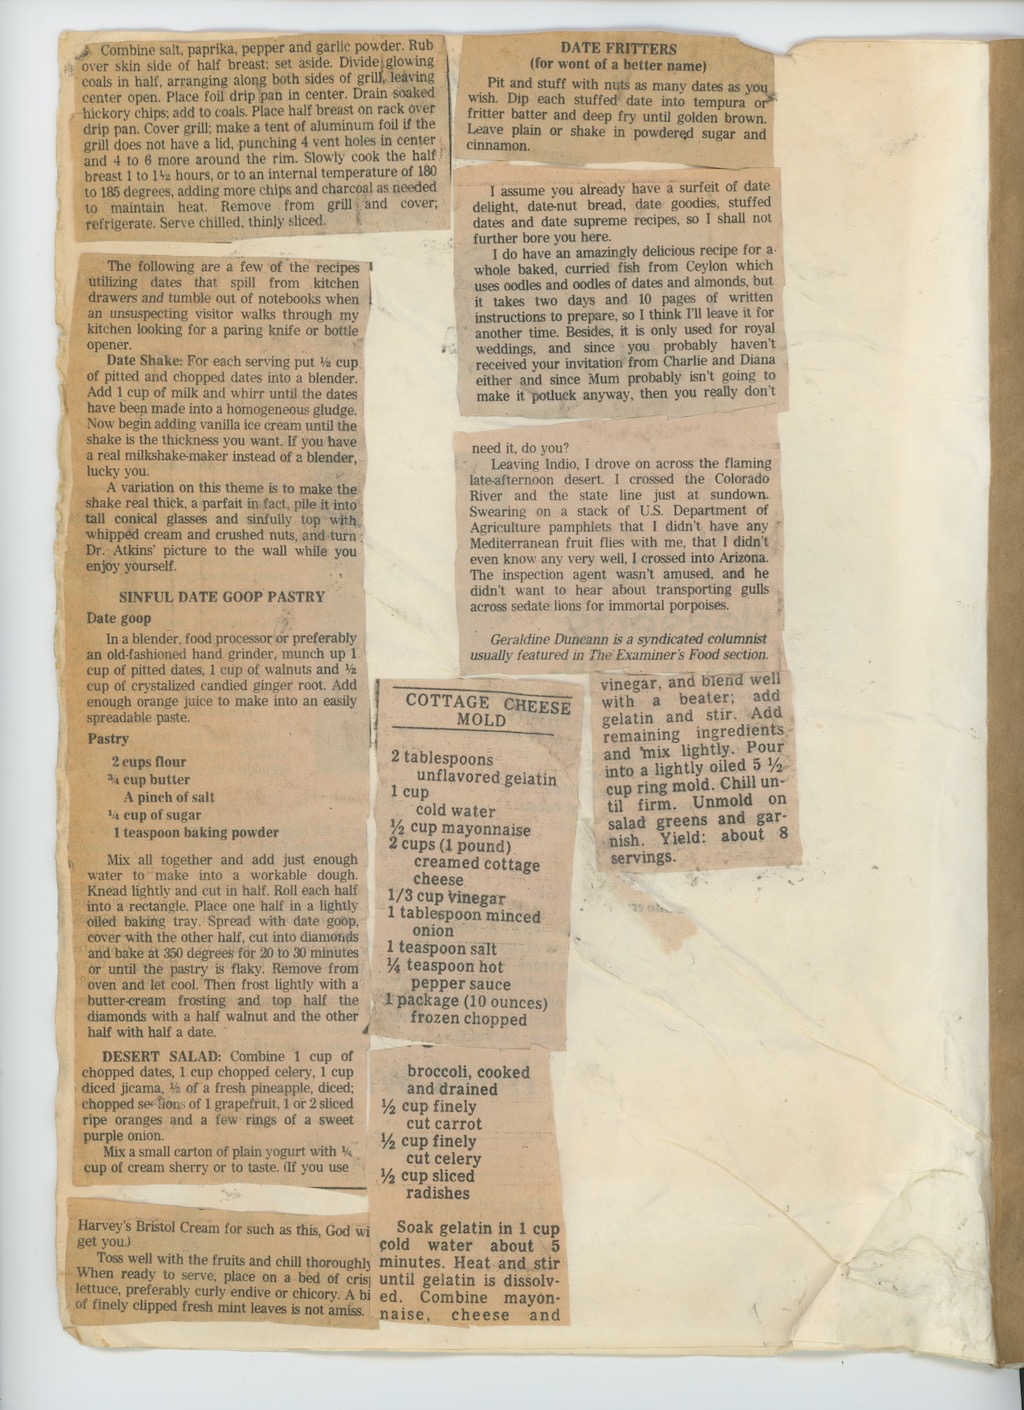 Combine salt, paprika, pepper and garlic powder. Rub
over skin side of half breast; set aside. Divide glowing
coals in half, arranging along both sides of grill, leaving
center open. Place foil drip pan in center. Drain soaked
hickory chips; add to coals. Place half breast on rack over
drip pan. Cover grill; make a tent of aluminum foil if the
grill does not have a lid, punching 4 vent holes in center
and 4 to 6 more around the rim. Slowly cook the half
breast 1 to 1½ hours, or to an internal temperature of 180
to 185 degrees, adding more chips and charcoal as needed
to maintain heat. Remove from grill and cover;
refrigerate. Serve chilled, thinly sliced.
The following are a few of the recipes
utilizing dates that spill from kitchen
drawers and tumble out of notebooks when
an unsuspecting visitor walks through my
kitchen looking for a paring knife or bottle
opener.
Date Shake: For each serving put ½ cup
of pitted and chopped dates into a blender.
Add 1 cup of milk and whirr until the dates
have been made into a homogeneous gludge.
Now begin adding vanilla ice cream until the
shake is the thickness you want. If you have
a real milkshake-maker instead of a blender,
lucky you.
A variation on this theme is to make the
shake real thick, a parfait in fact, pile it into
tall conical glasses and sinfully top with
whipped cream and crushed nuts, and turn
Dr. Atkins' picture to the wall while you
enjoy yourself.
SINFUL DATE GOOP PASTRY
Date goop
In a blender, food processor or preferably
an old-fashioned hand grinder, munch up 1
cup of pitted dates, 1 cup of walnuts and ½
cup of crystalized candied ginger root. Add
enough orange juice to make into an easily
spreadable paste.
Pastry
2 cups flour
¾ cup butter
A pinch of salt
¼ cup of sugar
1 teaspoon baking powder
Mix all together and add just enough
water to make into a workable dough.
Knead lightly and cut in half. Roll each half
into a rectangle. Place one half in a lightly
oiled baking tray. Spread with date goop,
cover with the other half, cut into diamonds
and bake at 350 degrees for 20 to 30 minutes
or until the pastry is flaky. Remove from
oven and let cool. Then frost lightly with a
butter-cream frosting and top half the
diamonds with a half walnut and the other
half with half a date.
DESERT SALAD: Combine 1 cup of
chopped dates, 1 cup chopped celery, 1 cup
diced jicama, ½ of a fresh pineapple, diced;
chopped sections of 1 grapefruit, 1 or 2 sliced
ripe oranges and a few rings of a sweet
purple onion.
Mix a small carton of plain yogurt with ¼
cup of cream sherry or to taste. (If you use
Harvey's Bristol Cream for such as this, God wi
get you.)
Toss well with the fruits and chill thoroughly
When ready to serve, place on a bed of cris
lettuce, preferably curly endive or chicory. A bi
of finely clipped fresh mint leaves is not amiss.
DATE FRITTERS
(for wont of a better name)
Pit and stuff with nuts as many dates as you
wish. Dip each stuffed date into tempura or
fritter batter and deep fry until golden brown.
Leave plain or shake in powdered sugar and
cinnamon.
I assume you already have a surfeit of date
delight, date-nut bread, date goodies, stuffed
dates and date supreme recipes, so I shall not
further bore you here.
I do have an amazingly delicious recipe for a
whole baked, curried fish from Ceylon which
uses oodles and oodles of dates and almonds, but
it takes two days and 10 pages of written
instructions to prepare, so I think I'll leave it for
another time. Besides, it is only used for royal
weddings, and since you probably haven't
received your invitation from Charlie and Diana
either and since Mum probably isn't going to
make it potluck anyway, then you really don't
need it, do you?
Leaving Indio, I drove on across the flaming
late-afternoon desert. I crossed the Colorado
River and the state line just at sundown.
Swearing on a stack of U.S. Department of
Agriculture pamphlets that I didn't have any
Mediterranean fruit flies with me, that I didn't
even know any very well, I crossed into Arizona.
The inspection agent wasn't amused, and he
didn't want to hear about transporting gulls
across sedate lions for immortal porpoises.
Geraldine Duncann is a syndicated columnist
usually featured in The Examiner's Food section.
COTTAGE CHEESE
MOLD
2 tablespoons
unflavored gelatin
1 cup
cold water
½ cup mayonnaise
2 cups (1 pound)
creamed cottage
cheese
1/3 cup vinegar
1 tablespoon minced
onion
1 teaspoon salt
¼ teaspoon hot
pepper sauce
1 package (10 ounces)
frozen chopped
broccoli, cooked
and drained
½ cup finely
cut carrot
½ cup finely
cut celery
½ cup sliced
radishes
Soak gelatin in 1 cup
cold water about 5
minutes. Heat and stir
until gelatin is dissolv-
ed. Combine mayon-
naise, cheese and
vinegar, and blend well
with a beater; add
gelatin and stir. Add
remaining ingredients
and mix lightly. Pour
into a lightly oiled 5 ½-
cup ring mold. Chill un-
til firm. Unmold on
salad greens and gar-
nish. Yield: about 8
servings.